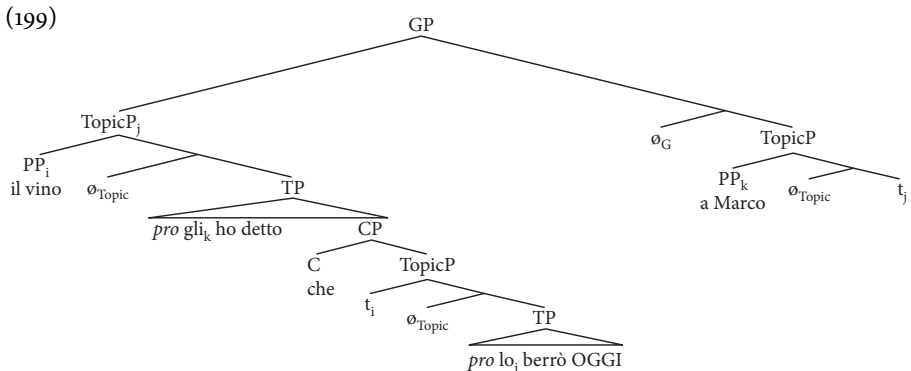 (199)
GP
TopicPj
øG
TopicP
PPi
il vino
øTopic
TP
PPk
a Marco
øTopic
tj
pro glik ho detto
CP
C
che
TopicP
ti
øTopic
TP
pro loi berrò OGGI